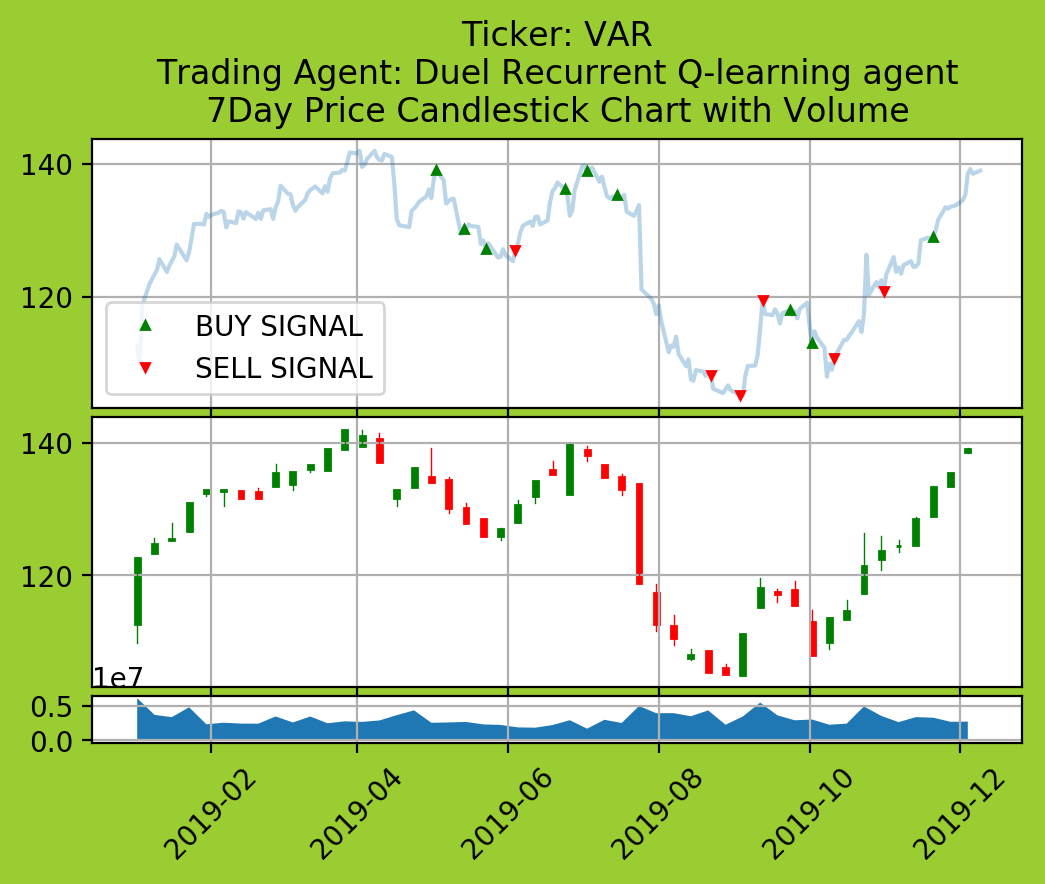 Ticker: VAR
Trading Agent: Duel Recurrent Q-learning agent
7Day Price Candlestick Chart with Volume
140
120
BUY SIGNAL
SELL SIGNAL
140
120
1e7
0.5
0.0
2019-02
2019-04
2019-06
2019-08
2019-10
2019-12